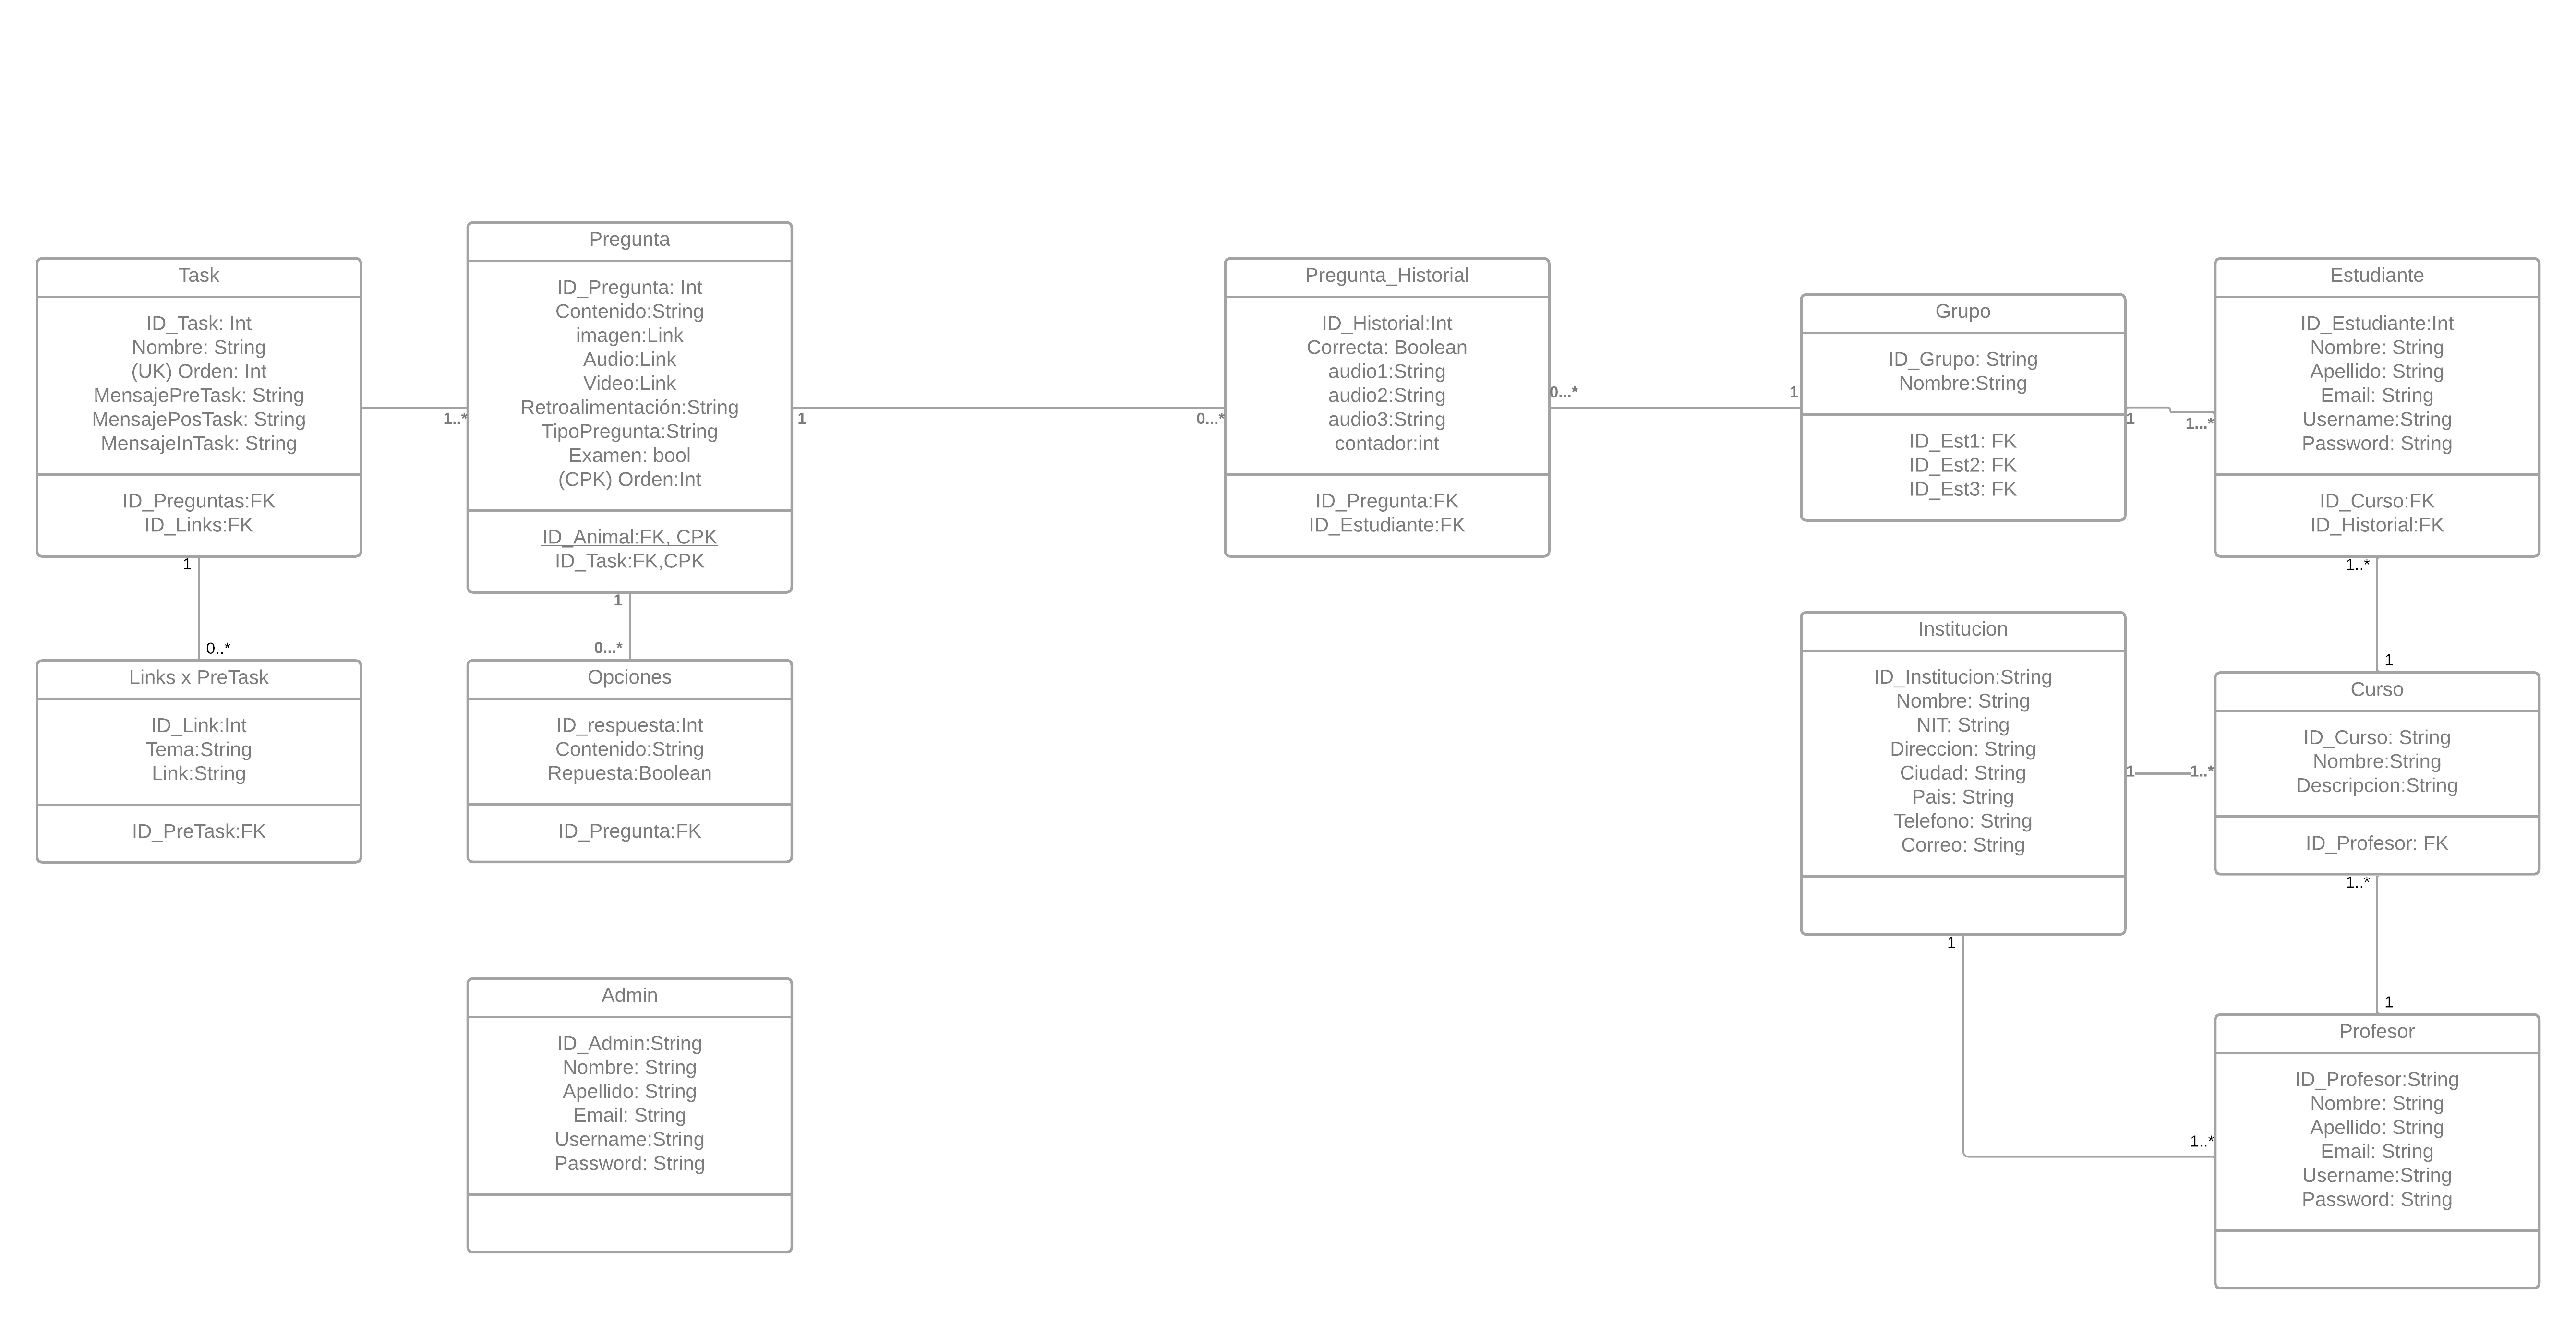 Task
ID_Task: Int
Nombre: String
(UK) Orden: Int
MensajePreTask: String
MensajePosTask: String
MensajeInTask: String
ID_Preguntas:FK
ID_Links:FK
1
0..*
Links x PreTask
ID_Link:Int
Tema:String
Link:String
ID_PreTask:FK
1..*
Pregunta
ID_Pregunta: Int
Contenido:String
imagen:Link
Audio:Link
Video:Link
Retroalimentación:String
TipoPregunta:String
Examen: bool
(CPK) Orden:Int
ID_Animal:FK, CPK
ID_Task:FK,CPK
1
0...*
Opciones
ID_respuesta:Int
Contenido:String
Repuesta:Boolean
ID_Pregunta:FK
Admin
ID_Admin:String
Nombre: String
Apellido: String
Email: String
Username:String
Password: String
1
0...*
Pregunta_Historial
ID_Historial:Int
Correcta: Boolean
audio1:String
audio2:String
audio3:String
contador:int
ID_Pregunta:FK
ID_Estudiante:FK
0...*
1
Grupo
ID_Grupo: String
Nombre:String
ID_Est1: FK
ID_Est2: FK
ID_Est3: FK
1
1...*
Estudiante
ID_Estudiante:Int
Nombre: String
Apellido: String
Email: String
Username:String
Password: String
ID_Curso:FK
ID_Historial:FK
1..*
1
Institucion
ID_Institucion:String
Nombre: String
NIT: String
Direccion: String
Ciudad: String
Pais: String
Telefono: String
Correo: String
1
1..*
Curso
ID_Curso: String
Nombre:String
Descripcion:String
ID_Profesor: FK
1..*
1
1
1..*
Profesor
ID_Profesor:String
Nombre: String
Apellido: String
Email: String
Username:String
Password: String